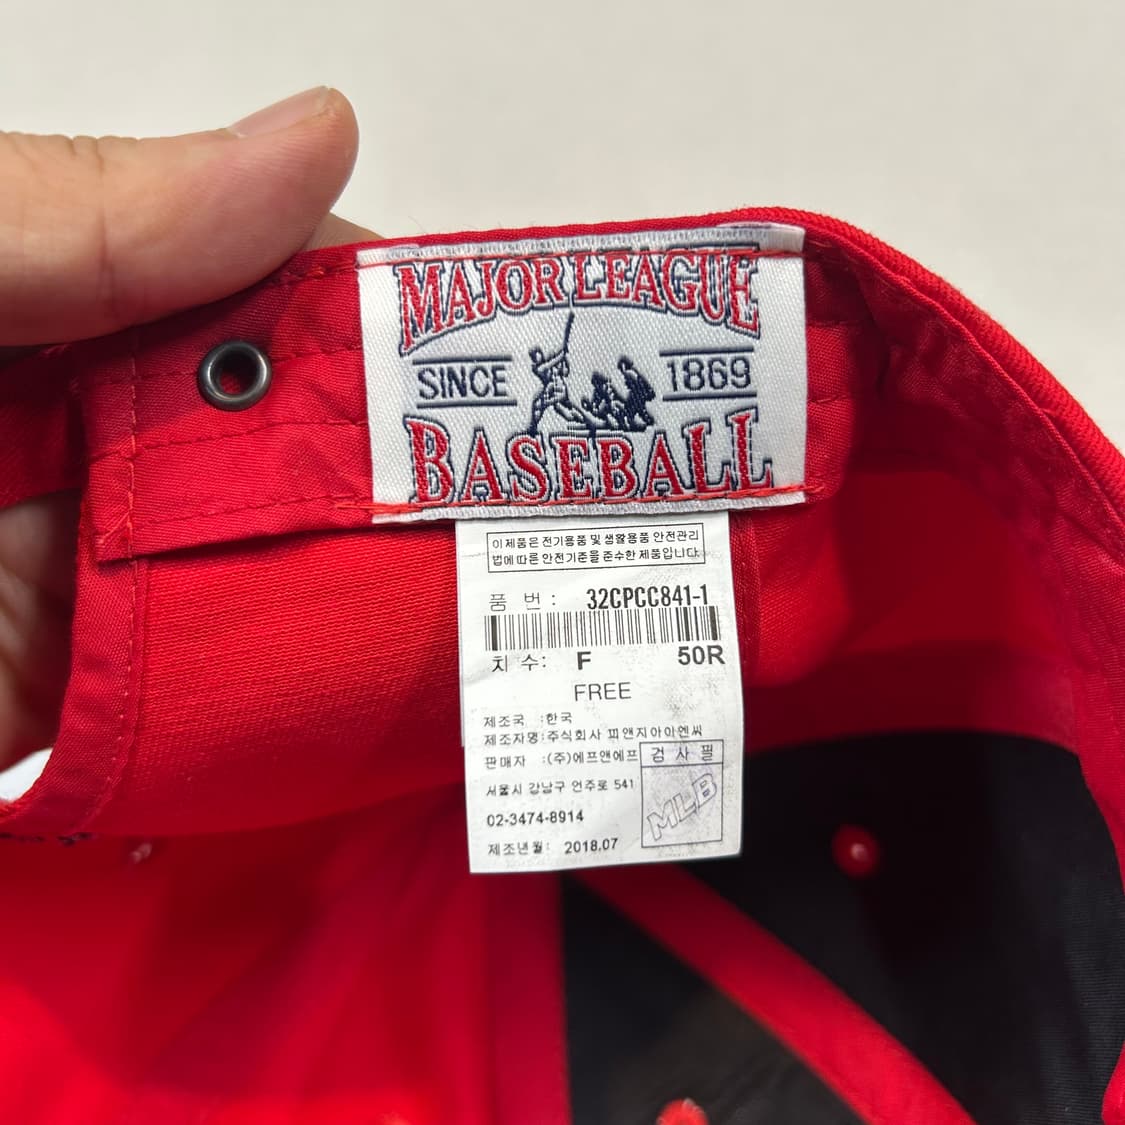 MAJOR LEAGUE
SINCE 1869
BASEBALL
이 제품은 전기용품 및 생활용품 안전관리
법에 따른 안전기준을 준수한 제품입니다.
품 번 : 32CPCC841-1
치 수: F 50R
FREE
제조국 :한국
제조자명:주식회사 피앤지아이엔씨
판매자 :(주)에프앤에프
검 사 필
MLB
서울시 강남구 언주로 541
02-3474-8914
제조년월: 2018.07